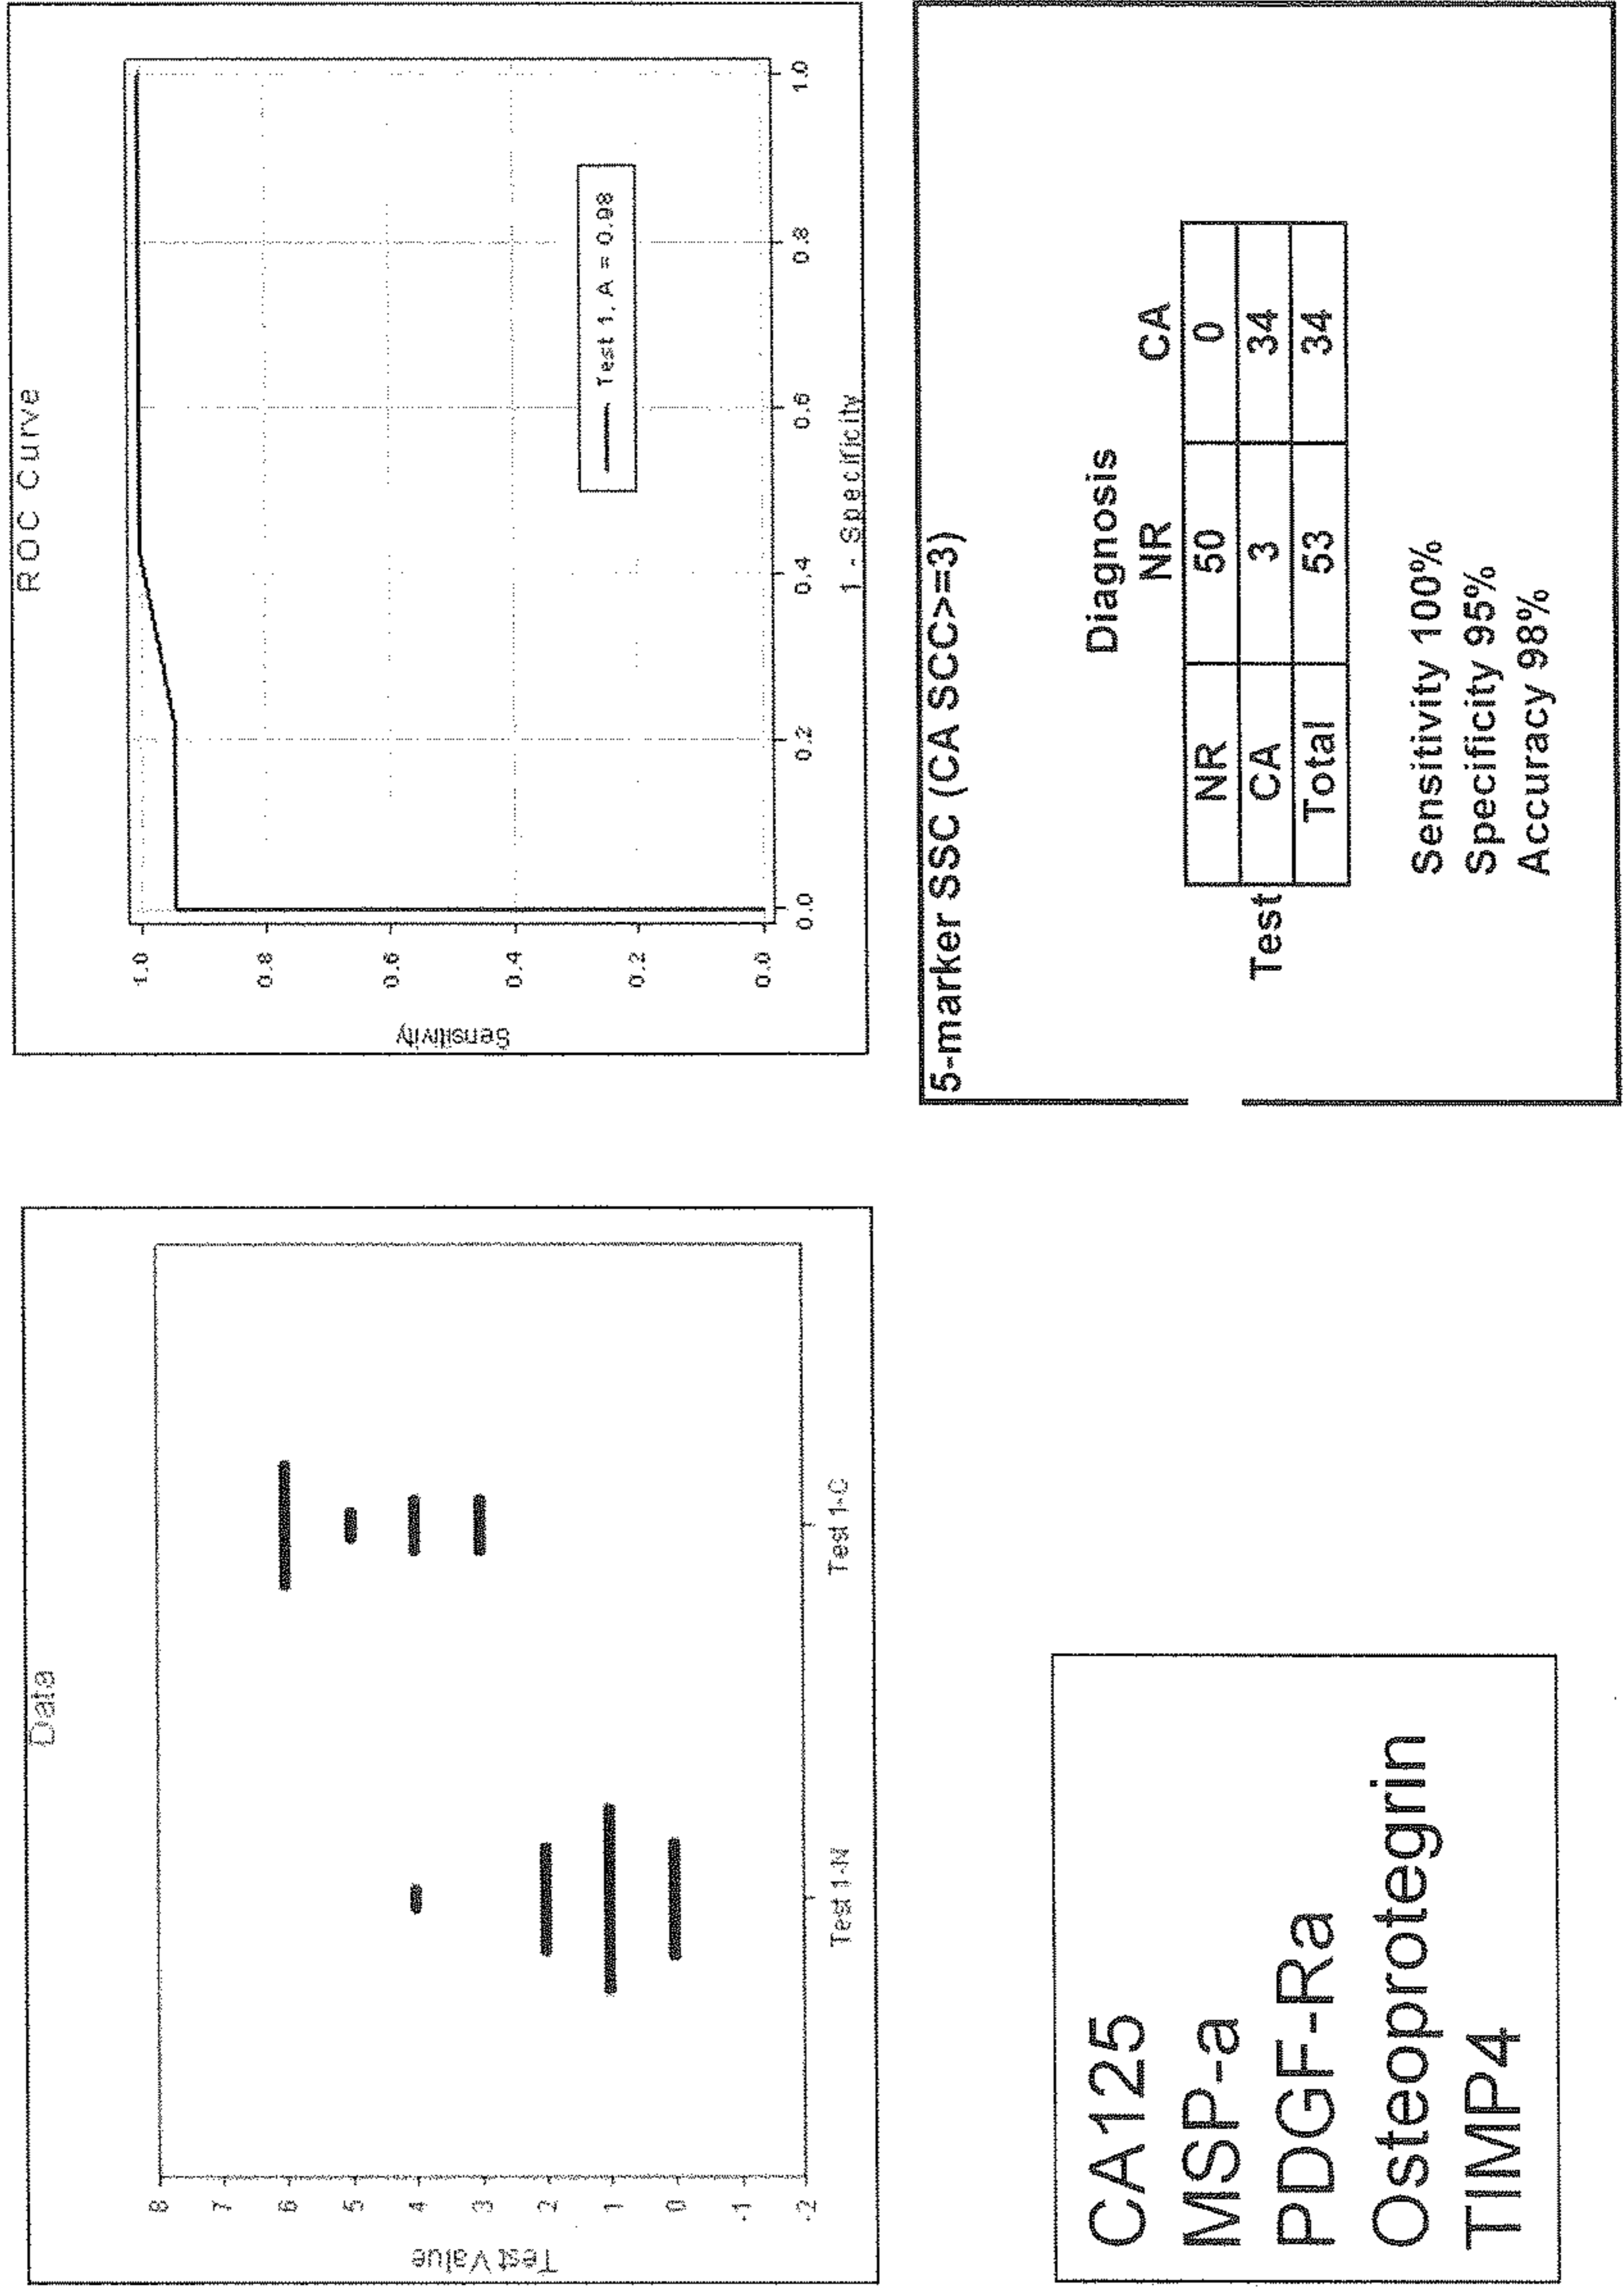 Data
Test Value
8
7
6
5
4
3
2
1
0
-1
-2
Test 1-N
Test 1-C
ROC Curve
Sensitivity
1.0
0.8
0.6
0.4
0.2
0.0
Test 1, A = 0.98
0.0
0.2
0.4
0.6
0.8
1.0
1 - Specificity
CA125
MSP-a
PDGF-Ra
Osteoprotegrin
TIMP4
5-marker SSC (CA SCC>=3)
Diagnosis
NR CA
NR 50 0
Test CA 3 34
Total 53 34
Sensitivity 100%
Specificity 95%
Accuracy 98%